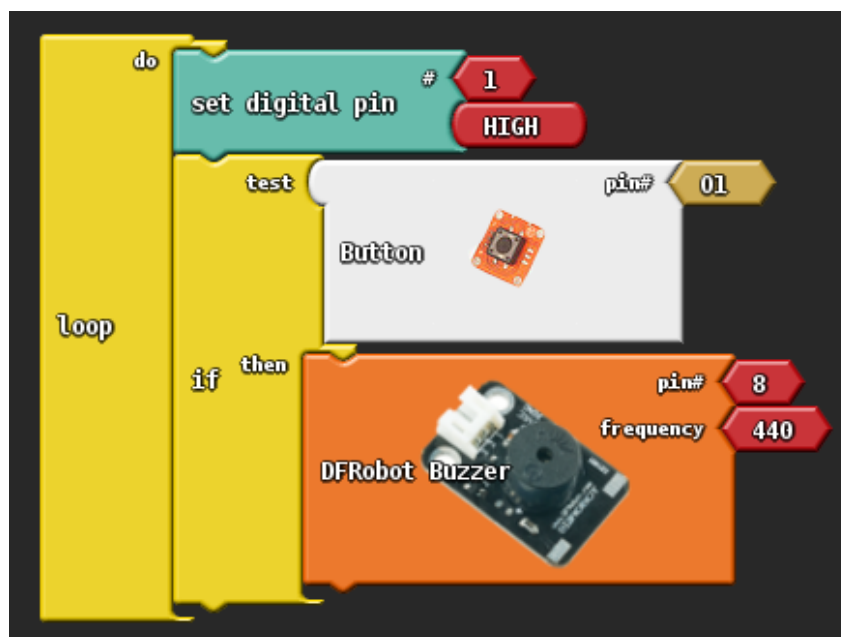 do
set digital pin
#
1
HIGH
test
pin#
01
Button
loop
if
then
pin#
8
frequency
440
DFRobot Buzzer